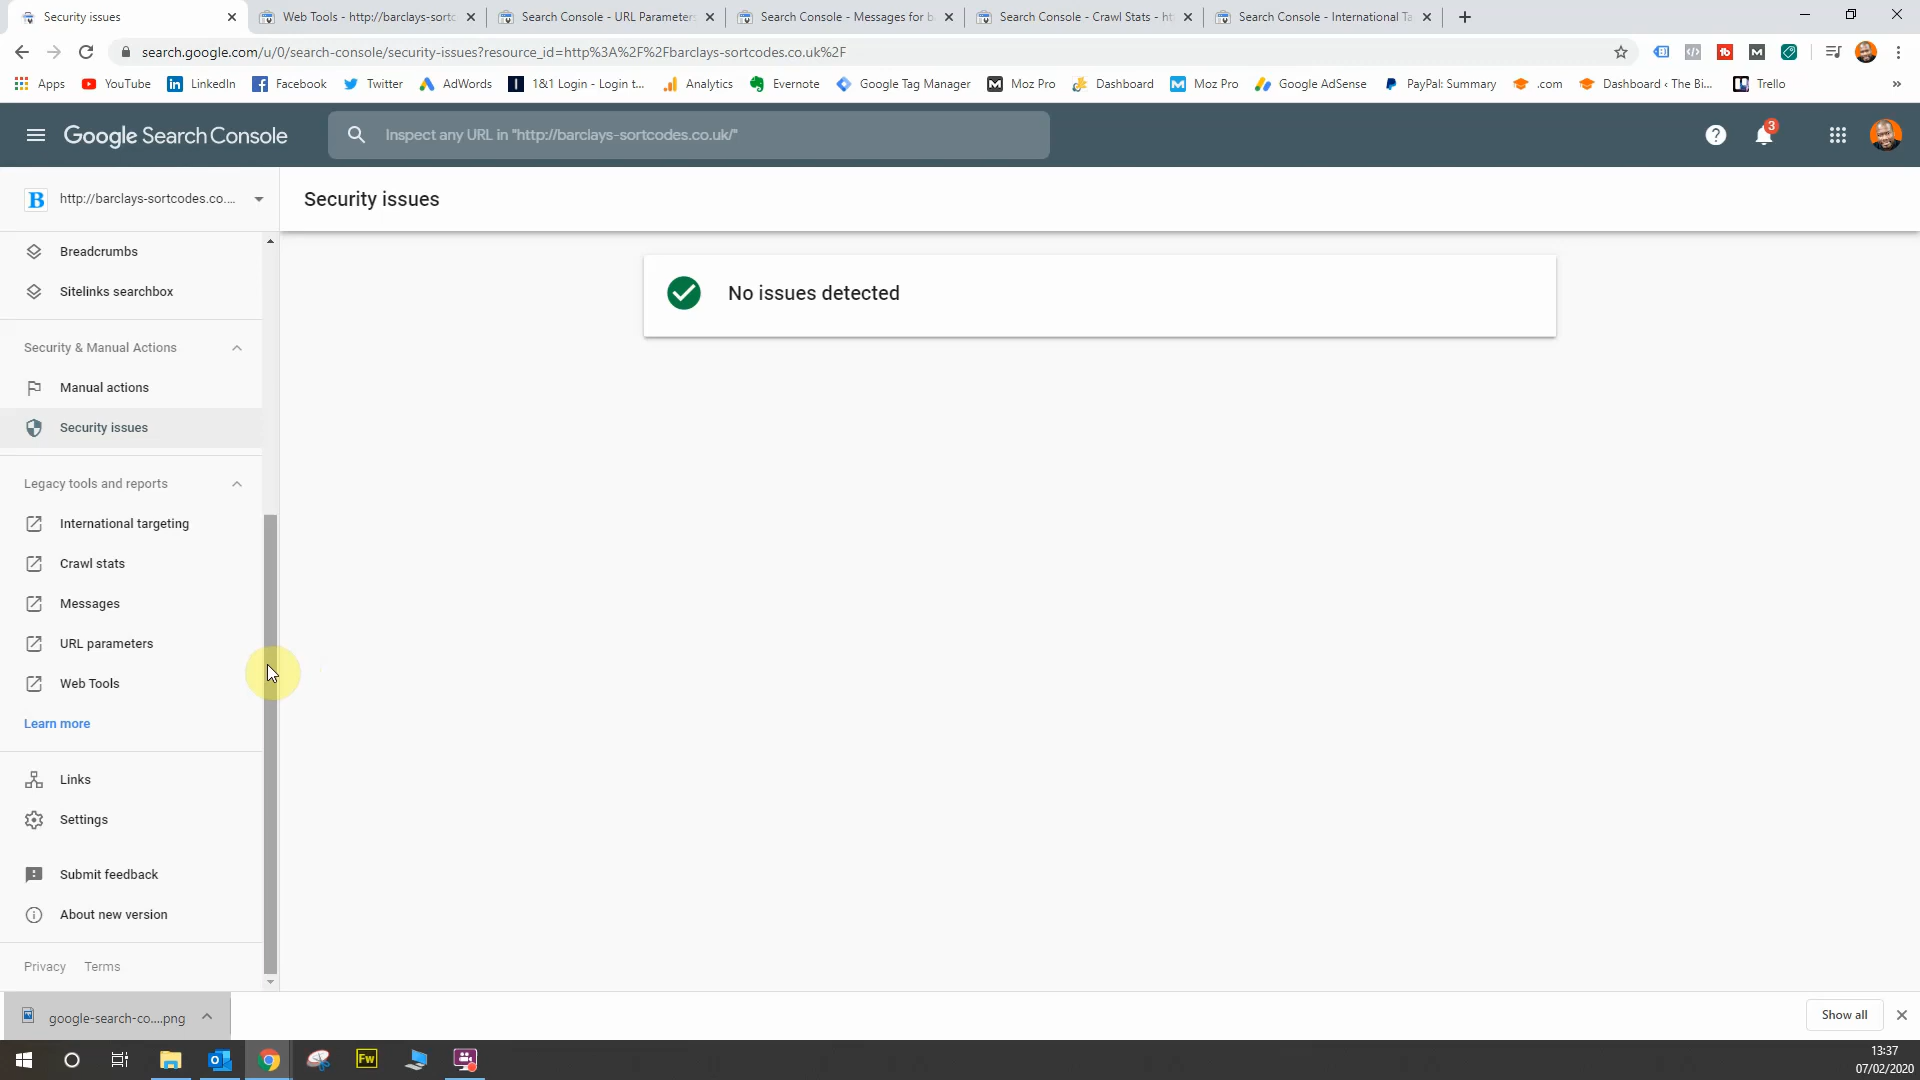 Security issues
Web Tools - http://barclays-sortc
Search Console - URL Parameters
Search Console - Messages for b
Search Console - Crawl Stats - ht
Search Console - International Ta
search.google.com/u/0/search-console/security-issues?resource_id=http%3A%2F%2Fbarclays-sortcodes.co.uk%2F
Apps
YouTube
LinkedIn
Facebook
Twitter
AdWords
1&1 Login - Login t...
Analytics
Evernote
Google Tag Manager
Moz Pro
Dashboard
Moz Pro
Google AdSense
PayPal: Summary
.com
Dashboard ‹ The Bi...
Trello
»
Google Search Console
Inspect any URL in "http://barclays-sortcodes.co.uk/"
3
B
http://barclays-sortcodes.co....
Security issues
Breadcrumbs
Sitelinks searchbox
No issues detected
Security & Manual Actions
Manual actions
Security issues
Legacy tools and reports
International targeting
Crawl stats
Messages
URL parameters
Web Tools
Learn more
Links
Settings
Submit feedback
About new version
Privacy
Terms
google-search-co....png
Show all
Fw
13:37
07/02/2020